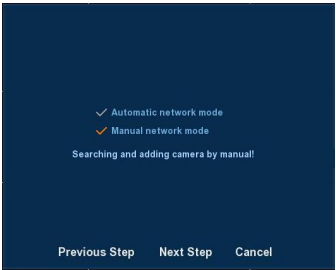 Automatic network mode
Manual network mode
Searching and adding camera by manual!
Previous Step Next Step Cancel